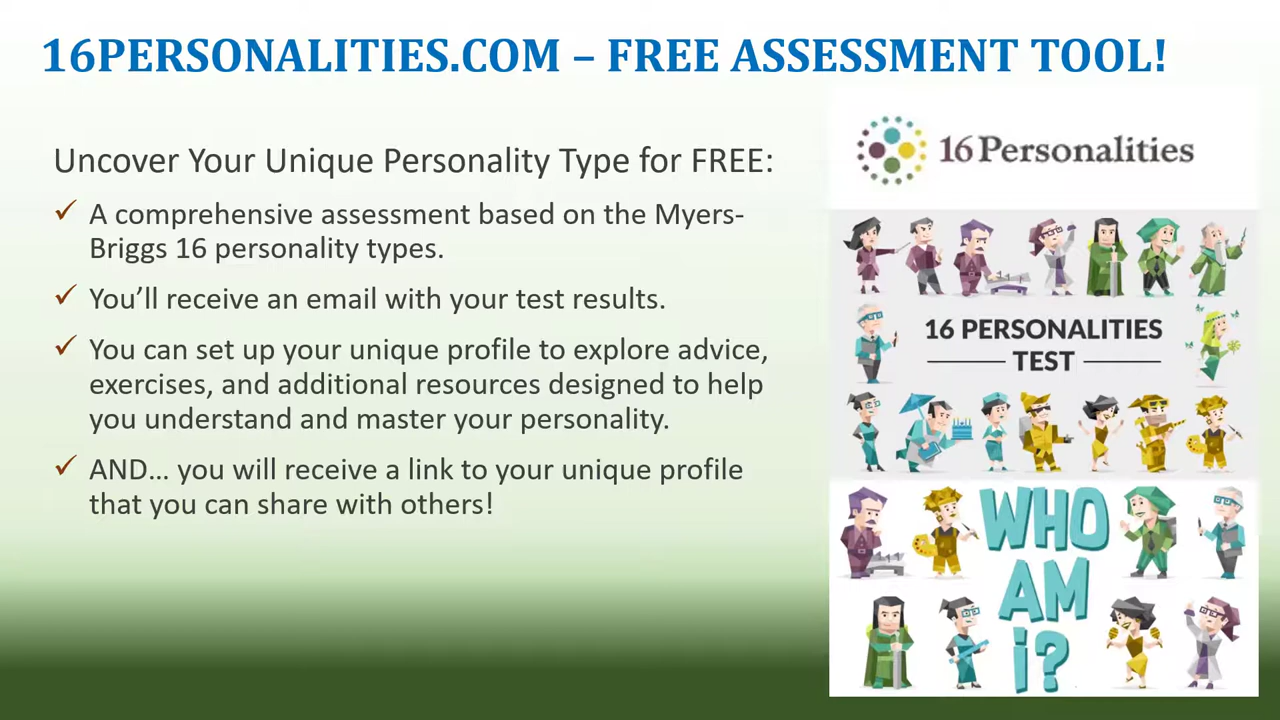 16PERSONALITIES.COM – FREE ASSESSMENT TOOL!
Uncover Your Unique Personality Type for FREE:
✓ A comprehensive assessment based on the Myers-
Briggs 16 personality types.
✓ You’ll receive an email with your test results.
✓ You can set up your unique profile to explore advice,
exercises, and additional resources designed to help
you understand and master your personality.
✓ AND… you will receive a link to your unique profile
that you can share with others!
16Personalities
16 PERSONALITIES
TEST
WHO
AM
i?